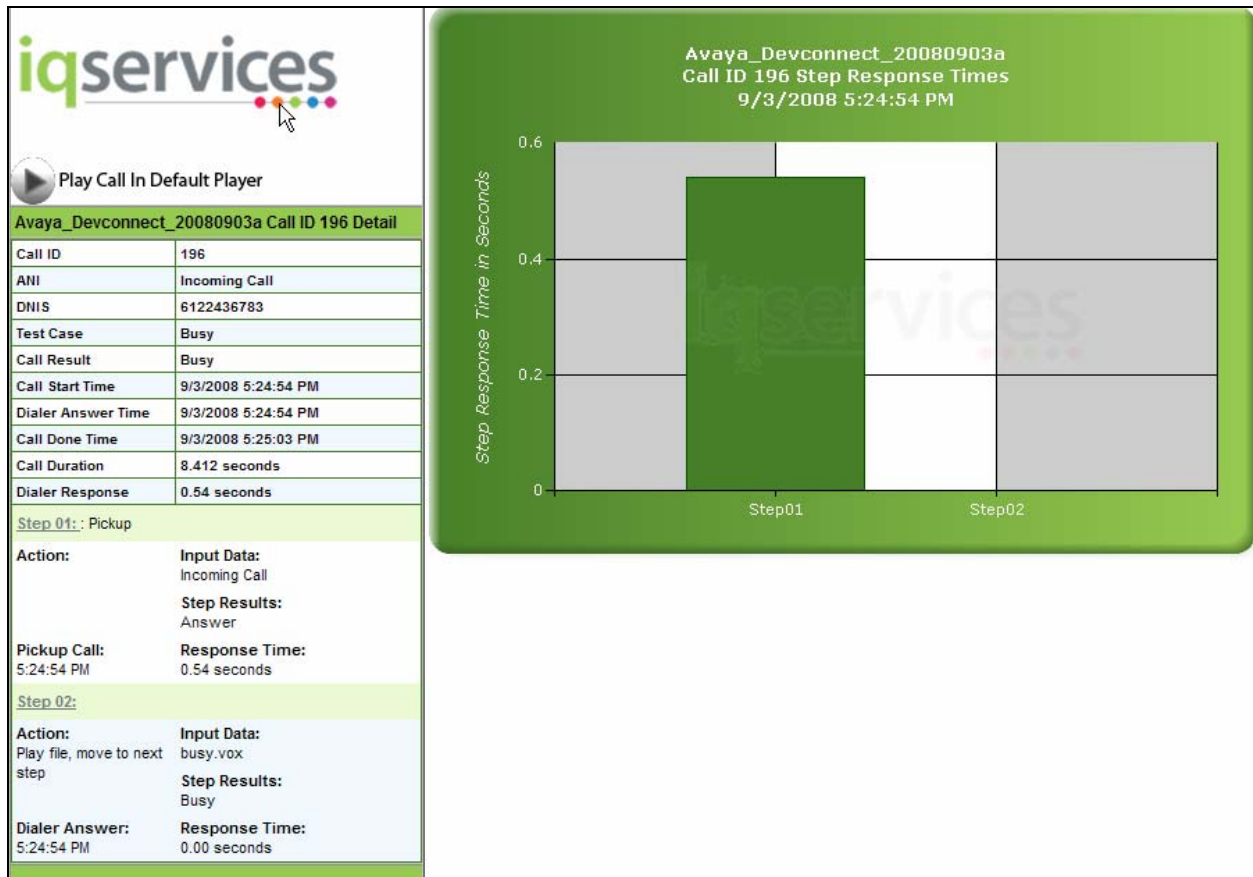 iqservices
Play Call In Default Player
Avaya_Devconnect_20080903a Call ID 196 Detail
Call ID 196
ANI Incoming Call
DNIS 6122436783
Test Case Busy
Call Result Busy
Call Start Time 9/3/2008 5:24:54 PM
Dialer Answer Time 9/3/2008 5:24:54 PM
Call Done Time 9/3/2008 5:25:03 PM
Call Duration 8.412 seconds
Dialer Response 0.54 seconds
Step 01: : Pickup
Action: Input Data:
Incoming Call
Step Results:
Answer
Pickup Call: Response Time:
5:24:54 PM 0.54 seconds
Step 02:
Action: Input Data:
Play file, move to next busy.vox
step
Step Results:
Busy
Dialer Answer: Response Time:
5:24:54 PM 0.00 seconds
Avaya_Devconnect_20080903a
Call ID 196 Step Response Times
9/3/2008 5:24:54 PM
Step Response Time in Seconds
0.6
0.4
0.2
0
iqservices
Step01 Step02